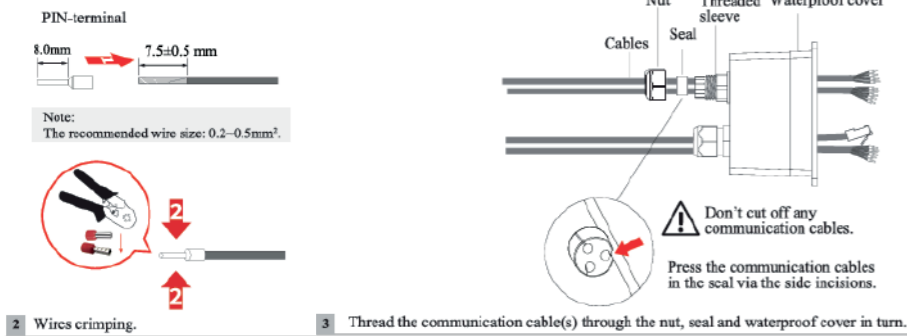 PIN-terminal
8.0mm
7.5±0.5 mm
Note:
The recommended wire size: 0.2–0.5mm².
2
2
2 Wires crimping.
Nut Threaded Waterproof cover
sleeve
Seal
Cables
Don't cut off any
communication cables.
Press the communication cables
in the seal via the side incisions.
3 Thread the communication cable(s) through the nut, seal and waterproof cover in turn.